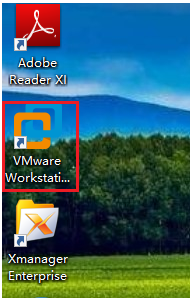 Adobe
Reader XI
VMware
Workstati...
Xmanager
Enterprise